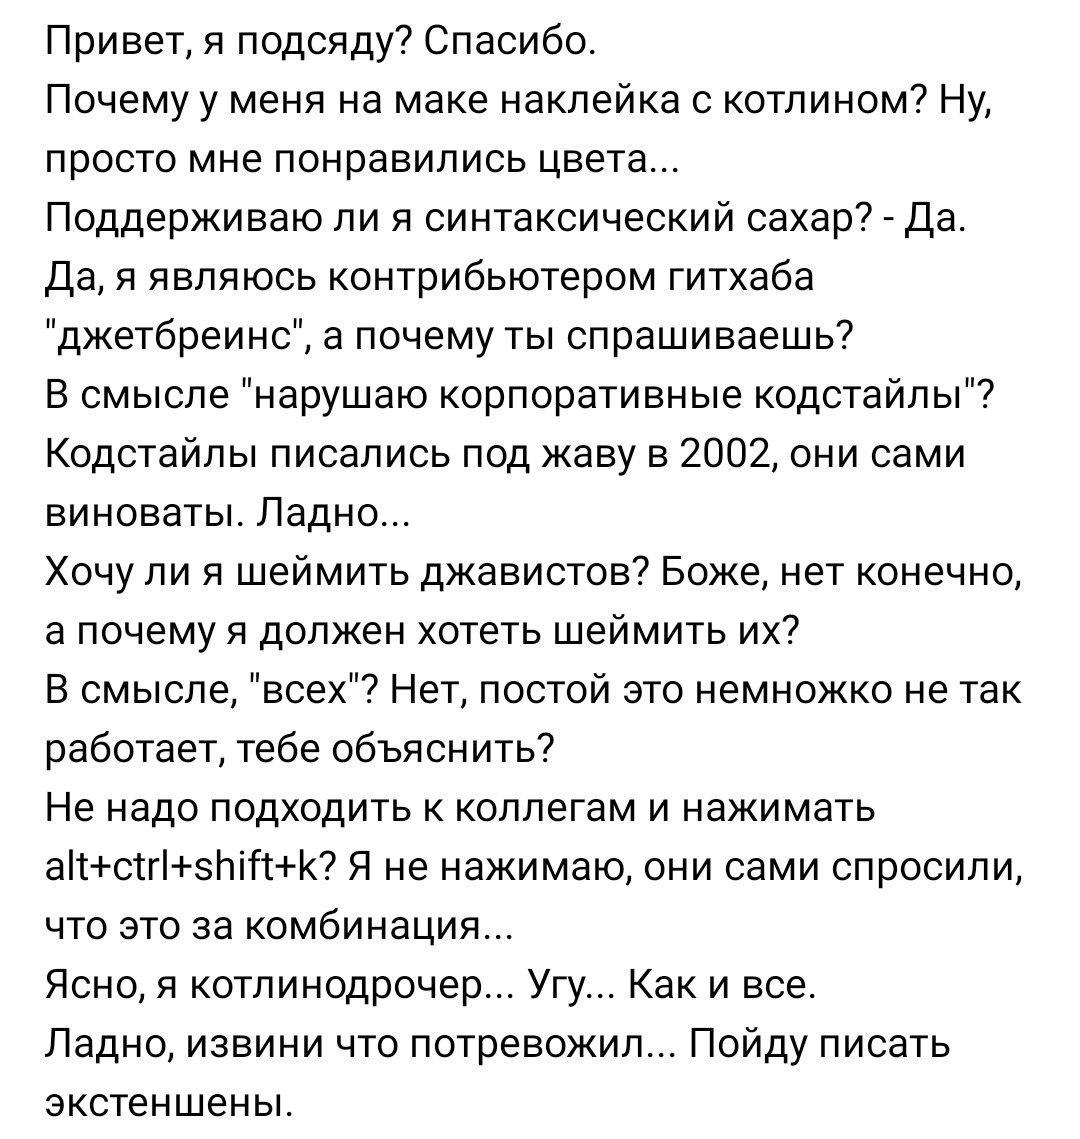 Привет, я подсяду? Спасибо.
Почему у меня на маке наклейка с котлином? Ну,
просто мне понравились цвета...
Поддерживаю ли я синтаксический сахар? - Да.
Да, я являюсь контрибьютером гитхаба
"джетбреинс", а почему ты спрашиваешь?
В смысле "нарушаю корпоративные кодстайлы"?
Кодстайлы писались под жаву в 2002, они сами
виноваты. Ладно...
Хочу ли я шеймить джавистов? Боже, нет конечно,
а почему я должен хотеть шеймить их?
В смысле, "всех"? Нет, постой это немножко не так
работает, тебе объяснить?
Не надо подходить к коллегам и нажимать
alt+ctrl+shift+k? Я не нажимаю, они сами спросили,
что это за комбинация...
Ясно, я котлинодрочер... Угу... Как и все.
Ладно, извини что потревожил... Пойду писать
экстеншены.